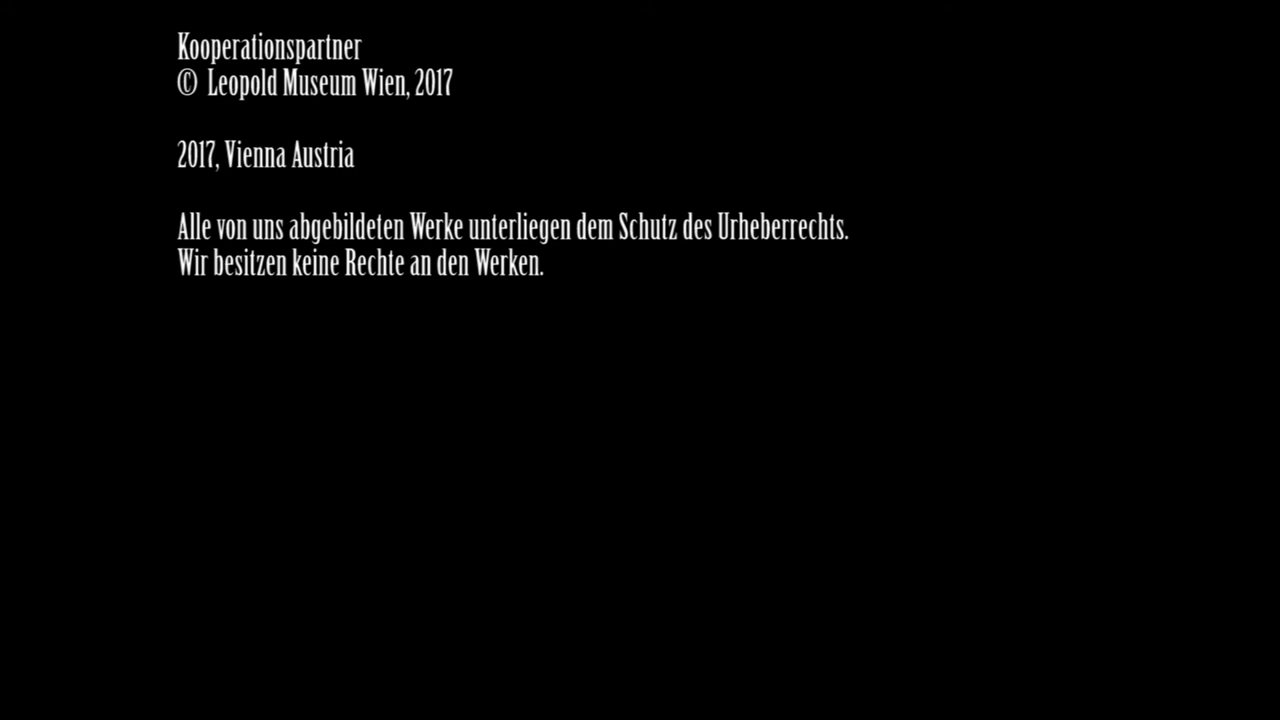 Kooperationspartner
© Leopold Museum Wien, 2017
2017, Vienna Austria
Alle von uns abgebildeten Werke unterliegen dem Schutz des Urheberrechts.
Wir besitzen keine Rechte an den Werken.